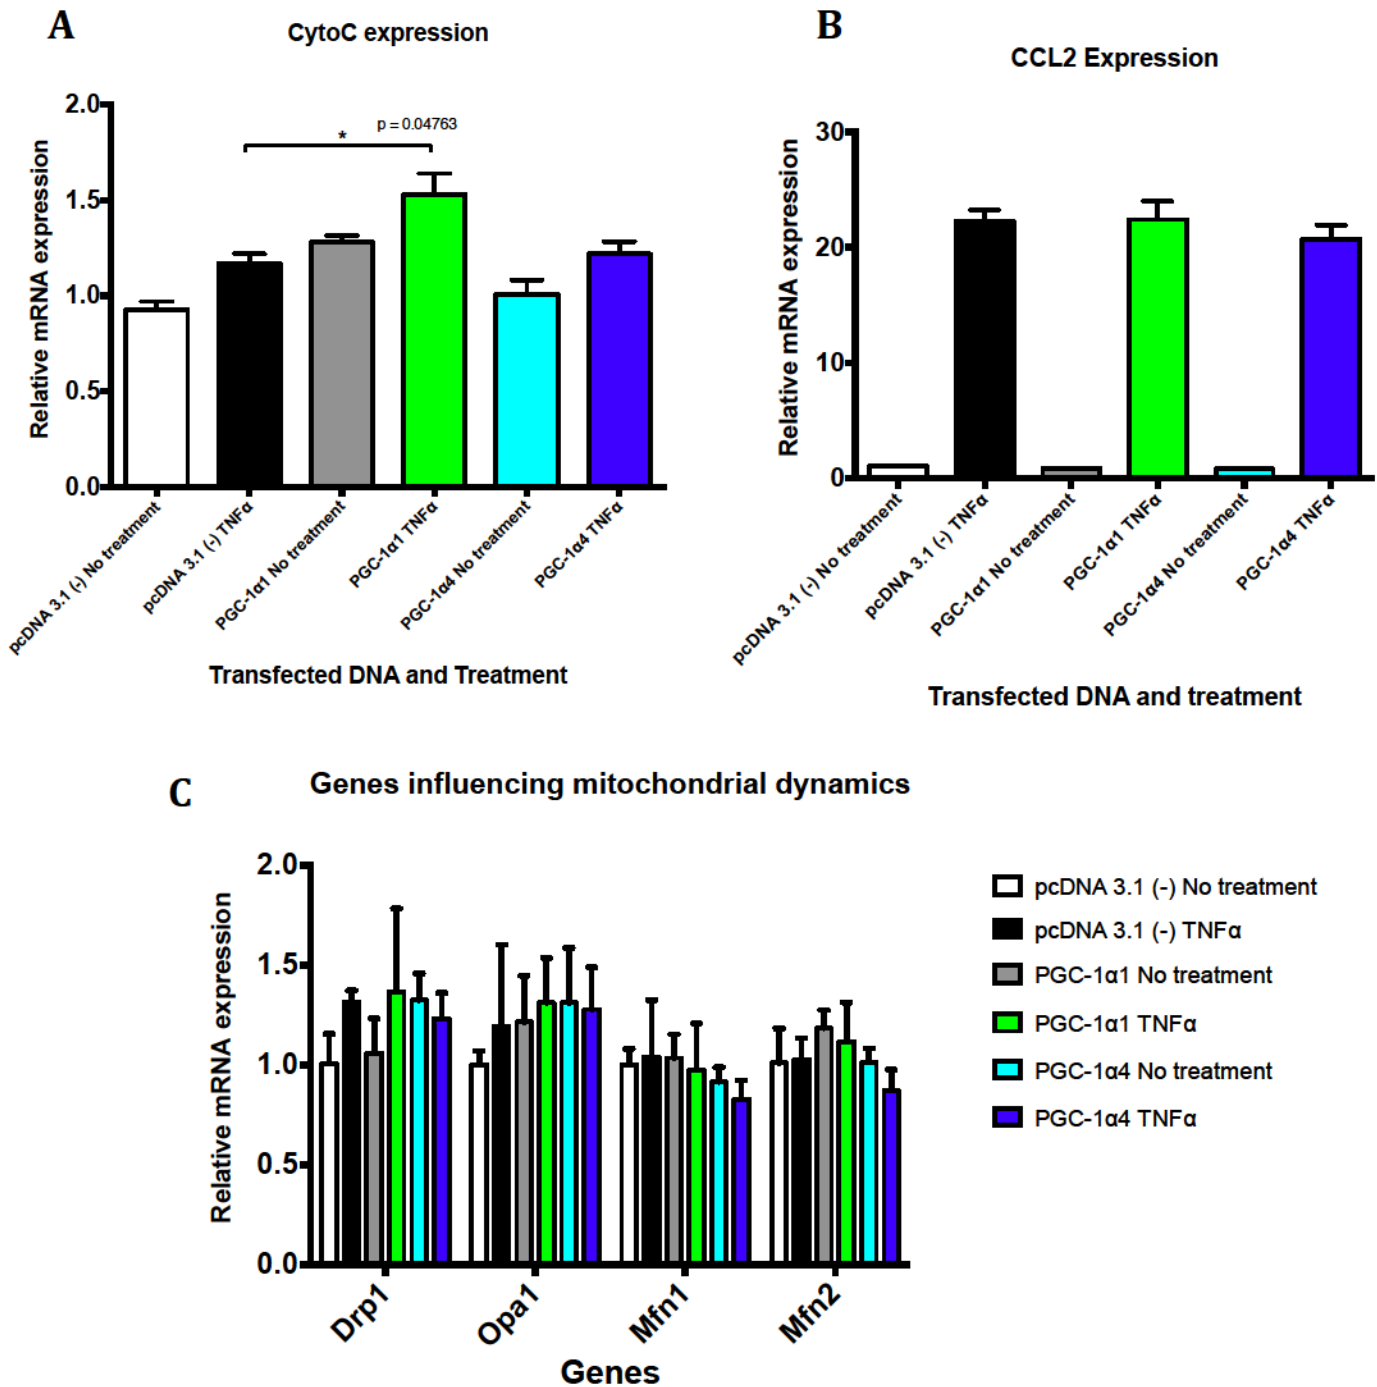 A
CytoC expression
p = 0.04763
*
2.0
1.5
1.0
0.5
0.0
Relative mRNA expression
pcDNA 3.1 (-) No treatment
pcDNA 3.1 (-) TNFα
PGC-1α1 No treatment
PGC-1α1 TNFα
PGC-1α4 No treatment
PGC-1α4 TNFα
Transfected DNA and Treatment
B
CCL2 Expression
30
20
10
0
Relative mRNA expression
pcDNA 3.1 (-) No treatment
pcDNA 3.1 (-) TNFα
PGC-1α1 No treatment
PGC-1α1 TNFα
PGC-1α4 No treatment
PGC-1α4 TNFα
Transfected DNA and treatment
C
Genes influencing mitochondrial dynamics
2.0
1.5
1.0
0.5
0.0
Relative mRNA expression
Drp1
Opa1
Mfn1
Mfn2
Genes
pcDNA 3.1 (-) No treatment
pcDNA 3.1 (-) TNFα
PGC-1α1 No treatment
PGC-1α1 TNFα
PGC-1α4 No treatment
PGC-1α4 TNFα